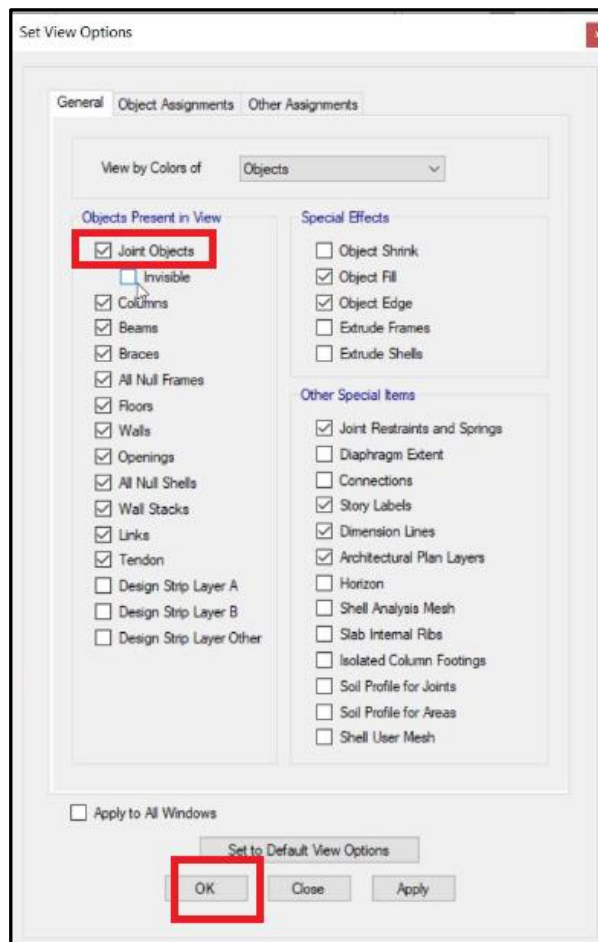 Set View Options
General Object Assignments Other Assignments
View by Colors of Objects
Objects Present in View
Joint Objects
Invisible
Columns
Beams
Braces
All Null Frames
Floors
Walls
Openings
All Null Shells
Wall Stacks
Links
Tendon
Design Strip Layer A
Design Strip Layer B
Design Strip Layer Other
Special Effects
Object Shrink
Object Fill
Object Edge
Extrude Frames
Extrude Shells
Other Special Items
Joint Restraints and Springs
Diaphragm Extent
Connections
Story Labels
Dimension Lines
Architectural Plan Layers
Horizon
Shell Analysis Mesh
Slab Internal Ribs
Isolated Column Footings
Soil Profile for Joints
Soil Profile for Areas
Shell User Mesh
Apply to All Windows
Set to Default View Options
OK Close Apply